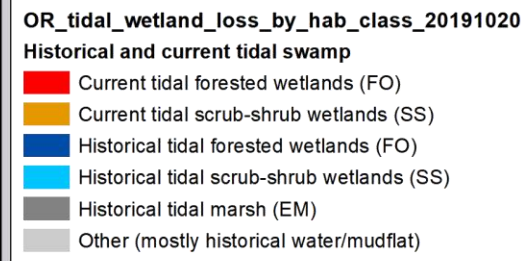 OR_tidal_wetland_loss_by_hab_class_20191020
Historical and current tidal swamp
Current tidal forested wetlands (FO)
Current tidal scrub-shrub wetlands (SS)
Historical tidal forested wetlands (FO)
Historical tidal scrub-shrub wetlands (SS)
Historical tidal marsh (EM)
Other (mostly historical water/mudflat)